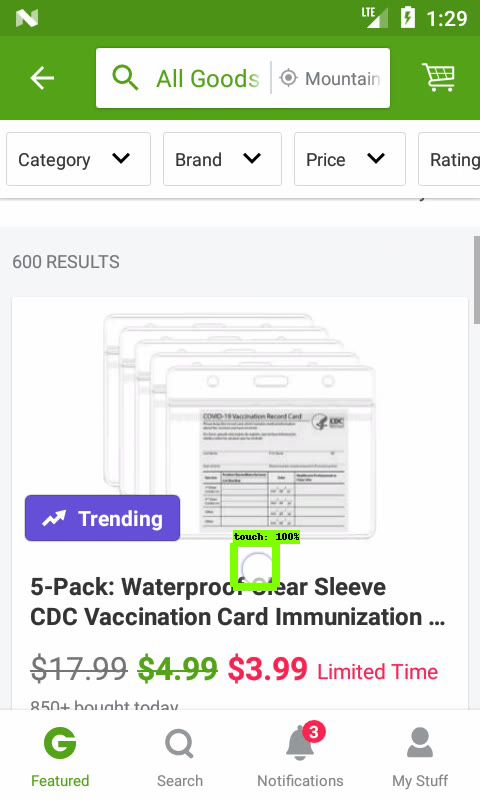 LTE 1:29
All Goods Mountain
Category Brand Price Rating
600 RESULTS
COVID-19 Vaccination Record Card
CDC
Trending
touch: 100%
5-Pack: Waterproof Clear Sleeve
CDC Vaccination Card Immunization ...
$17.99 $4.99 $3.99 Limited Time
850+ bought today
3
G
Featured Search Notifications My Stuff